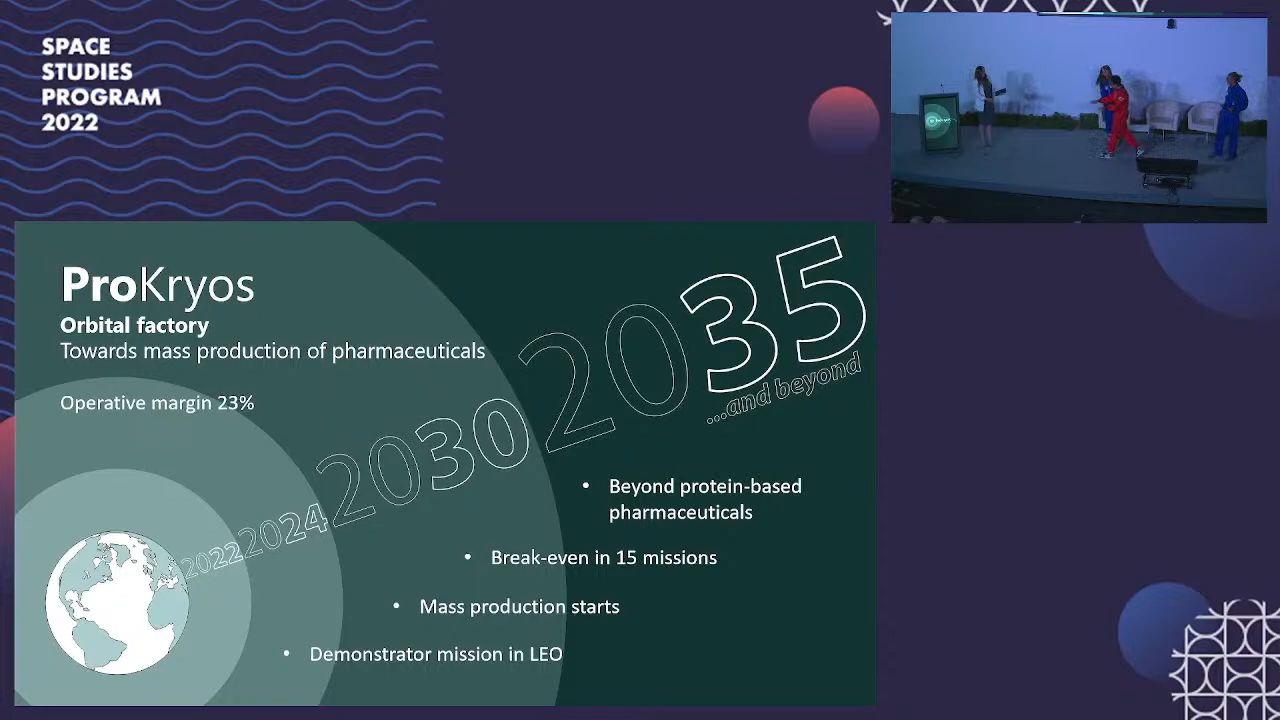 SPACE
STUDIES
PROGRAM
2022
ProKryos
Orbital factory
Towards mass production of pharmaceuticals
Operative margin 23%
2022
2024
2030
2035
...and beyond
• Beyond protein-based
pharmaceuticals
• Break-even in 15 missions
• Mass production starts
• Demonstrator mission in LEO